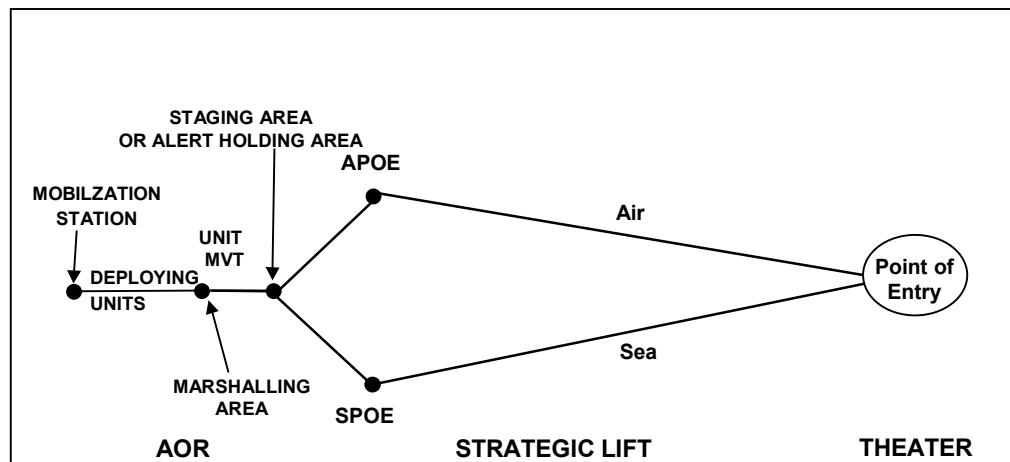 STAGING AREA
OR ALERT HOLDING AREA
APOE
MOBILZATION
STATION
UNIT
MVT
Air
DEPLOYING
UNITS
Point of
Entry
Sea
MARSHALLING
AREA
SPOE
AOR
STRATEGIC LIFT
THEATER